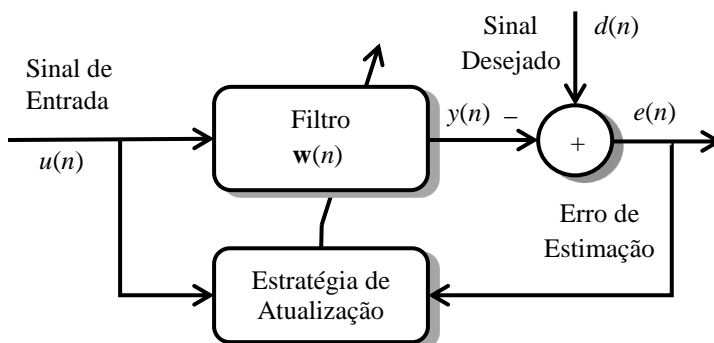 Sinal de
Entrada
u(n)
Filtro
w(n)
y(n)
–
Sinal
Desejado
d(n)
+
e(n)
Erro de
Estimação
Estratégia de
Atualização